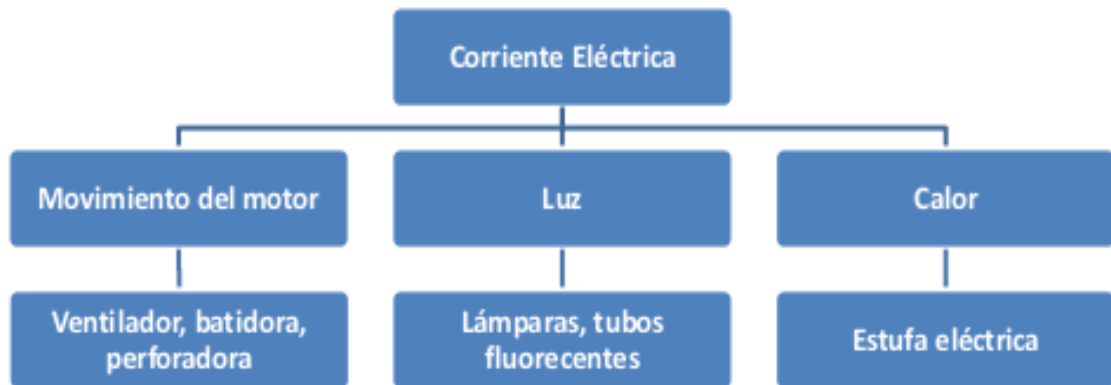 Corriente Eléctrica
Movimiento del motor
Luz
Calor
Ventilador, batidora,
perforadora
Lámparas, tubos
fluorecentes
Estufa eléctrica